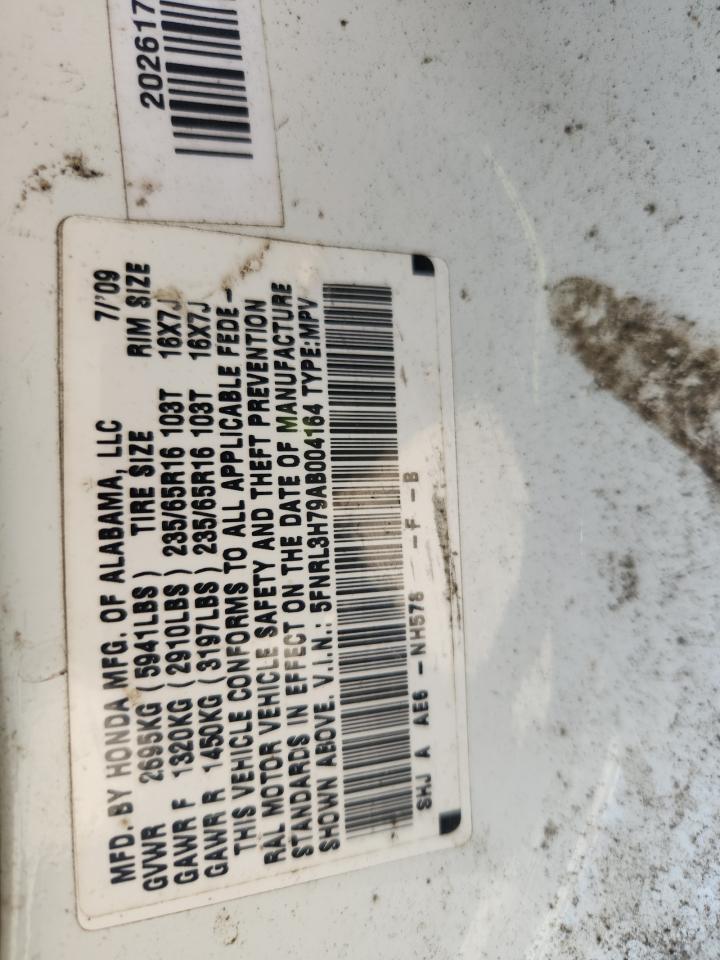 202617
MFD. BY HONDA MFG. OF ALABAMA, LLC 7/'09
GVWR 2695KG (5941LBS) TIRE SIZE RIM SIZE
GAWR F 1320KG (2910LBS) 235/65R16 103T 16X7J
GAWR R 1450KG (3197LBS) 235/65R16 103T 16X7J
THIS VEHICLE CONFORMS TO ALL APPLICABLE FEDE-
RAL MOTOR VEHICLE SAFETY AND THEFT PREVENTION
STANDARDS IN EFFECT ON THE DATE OF MANUFACTURE
SHOWN ABOVE. V.I.N.: 5FNRL3H79AB004164 TYPE:MPV
SHJ A AE6 -NH578 -F -B